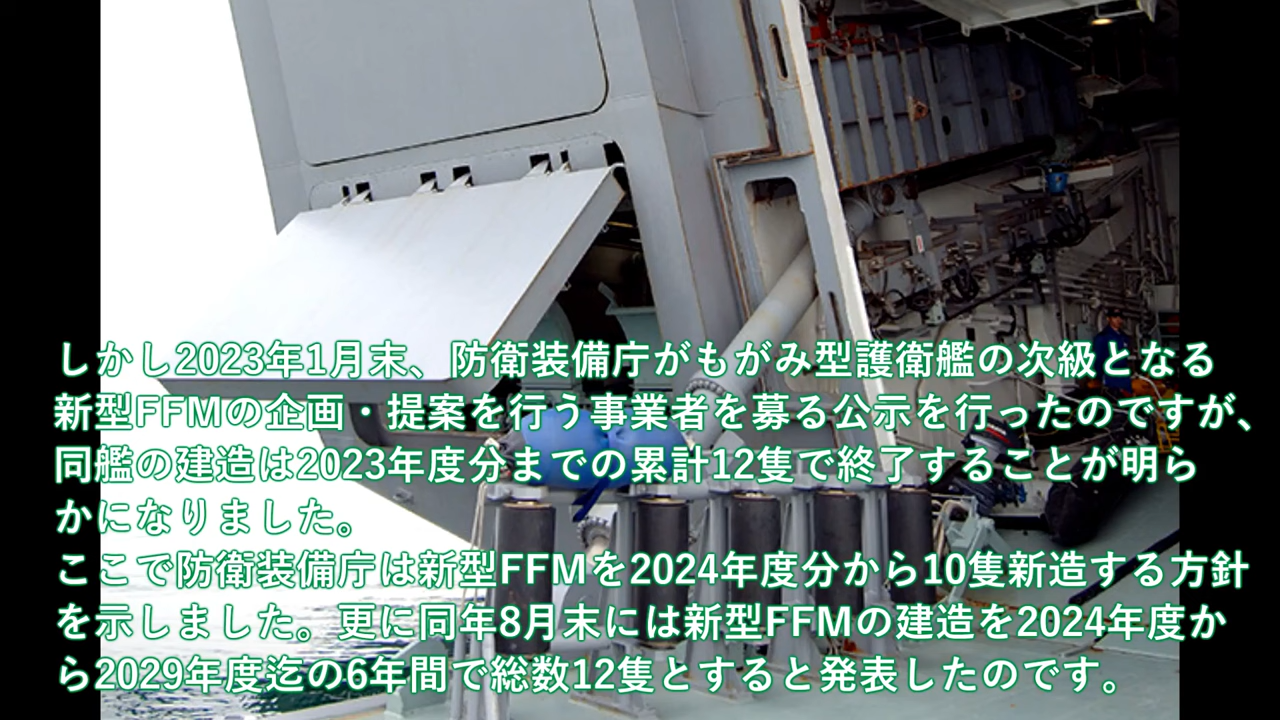 しかし2023年1月末、防衛装備庁がもがみ型護衛艦の次級となる
新型FFMの企画・提案を行う事業者を募る公示を行ったのですが、
同艦の建造は2023年度分までの累計12隻で終了することが明ら
かになりました。
ここで防衛装備庁は新型FFMを2024年度分から10隻新造する方針
を示しました。更に同年8月末には新型FFMの建造を2024年度か
ら2029年度迄の6年間で総数12隻とすると発表したのです。